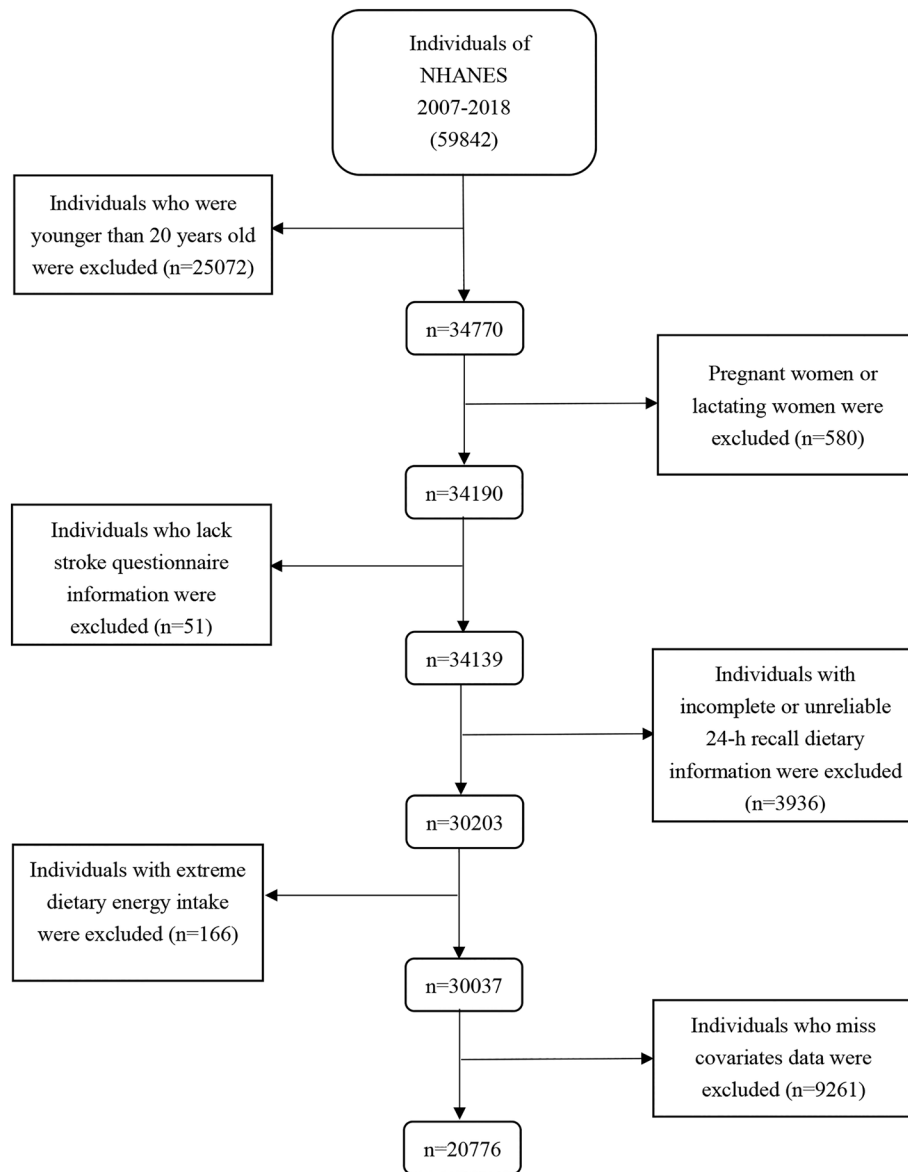 Individuals of
NHANES
2007-2018
(59842)
Individuals who were
younger than 20 years old
were excluded (n=25072)
n=34770
Pregnant women or
lactating women were
excluded (n=580)
n=34190
Individuals who lack
stroke questionnaire
information were
excluded (n=51)
n=34139
Individuals with
incomplete or unreliable
24-h recall dietary
information were excluded
(n=3936)
n=30203
Individuals with extreme
dietary energy intake
were excluded (n=166)
n=30037
Individuals who miss
covariates data were
excluded (n=9261)
n=20776